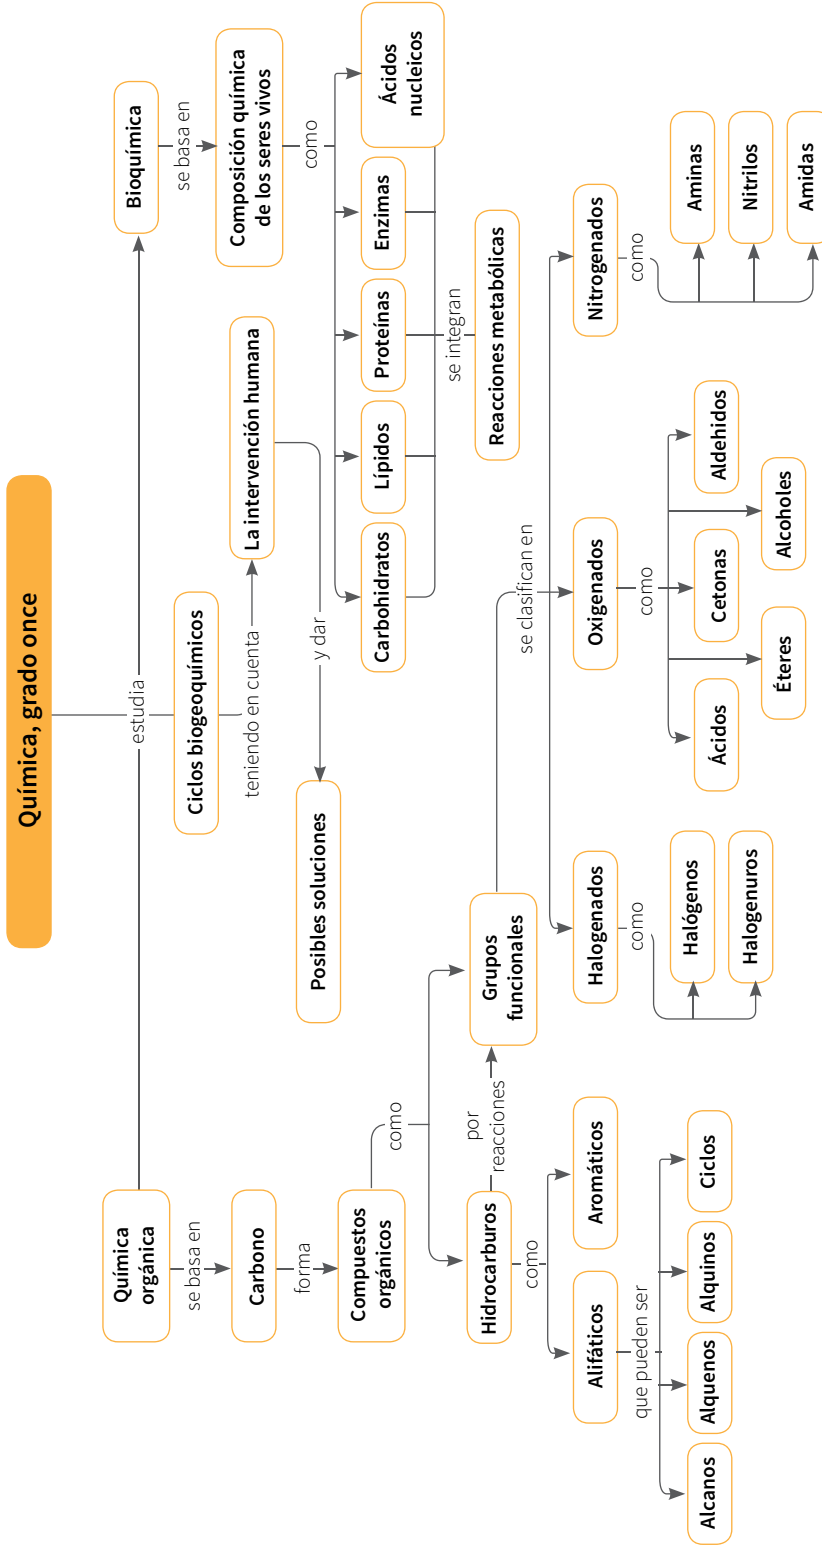 Química, grado once
estudia
Química
orgánica
se basa en
Carbono
forma
Compuestos
orgánicos
como
Hidrocarburos
por
reacciones
Grupos
funcionales
como
Alifáticos
Aromáticos
que pueden ser
Alcanos
Alquenos
Alquinos
Ciclos
se clasifican en
Halogenados
como
Halógenos
Halogenuros
Oxigenados
como
Ácidos
Cetonas
Aldehidos
Éteres
Alcoholes
Nitrogenados
como
Aminas
Nitrilos
Amidas
Ciclos biogeoquímicos
teniendo en cuenta
La intervención humana
y dar
Posibles soluciones
Bioquímica
se basa en
Composición química
de los seres vivos
como
Carbohidratos
Lípidos
Proteínas
Enzimas
Ácidos
nucleicos
se integran
Reacciones metabólicas